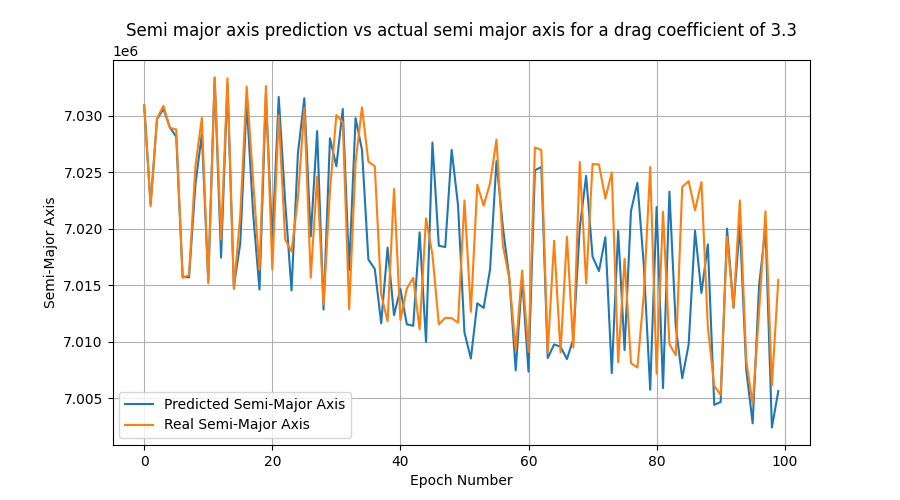 Semi major axis prediction vs actual semi major axis for a drag coefficient of 3.3
1e6
7.030
7.025
7.020
7.015
7.010
7.005
Semi-Major Axis
Predicted Semi-Major Axis
Real Semi-Major Axis
0 20 40 60 80 100
Epoch Number